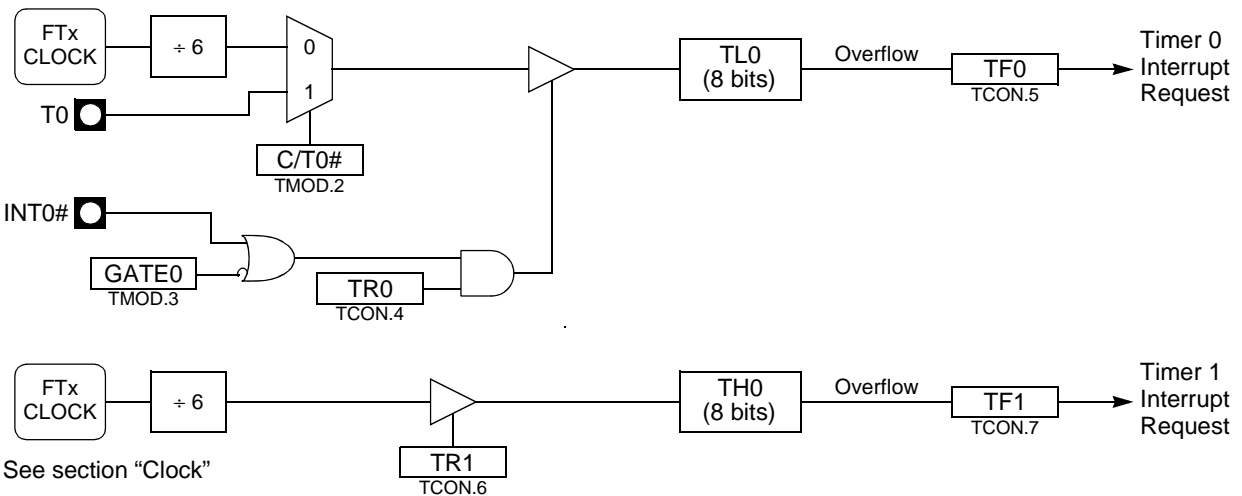 FTx
CLOCK
÷ 6
0
1
T0
C/T0#
TMOD.2
TL0
(8 bits)
Overflow
TF0
TCON.5
Timer 0
Interrupt
Request
INT0#
GATE0
TMOD.3
TR0
TCON.4
FTx
CLOCK
÷ 6
TR1
TCON.6
TH0
(8 bits)
Overflow
TF1
TCON.7
Timer 1
Interrupt
Request
See section “Clock”